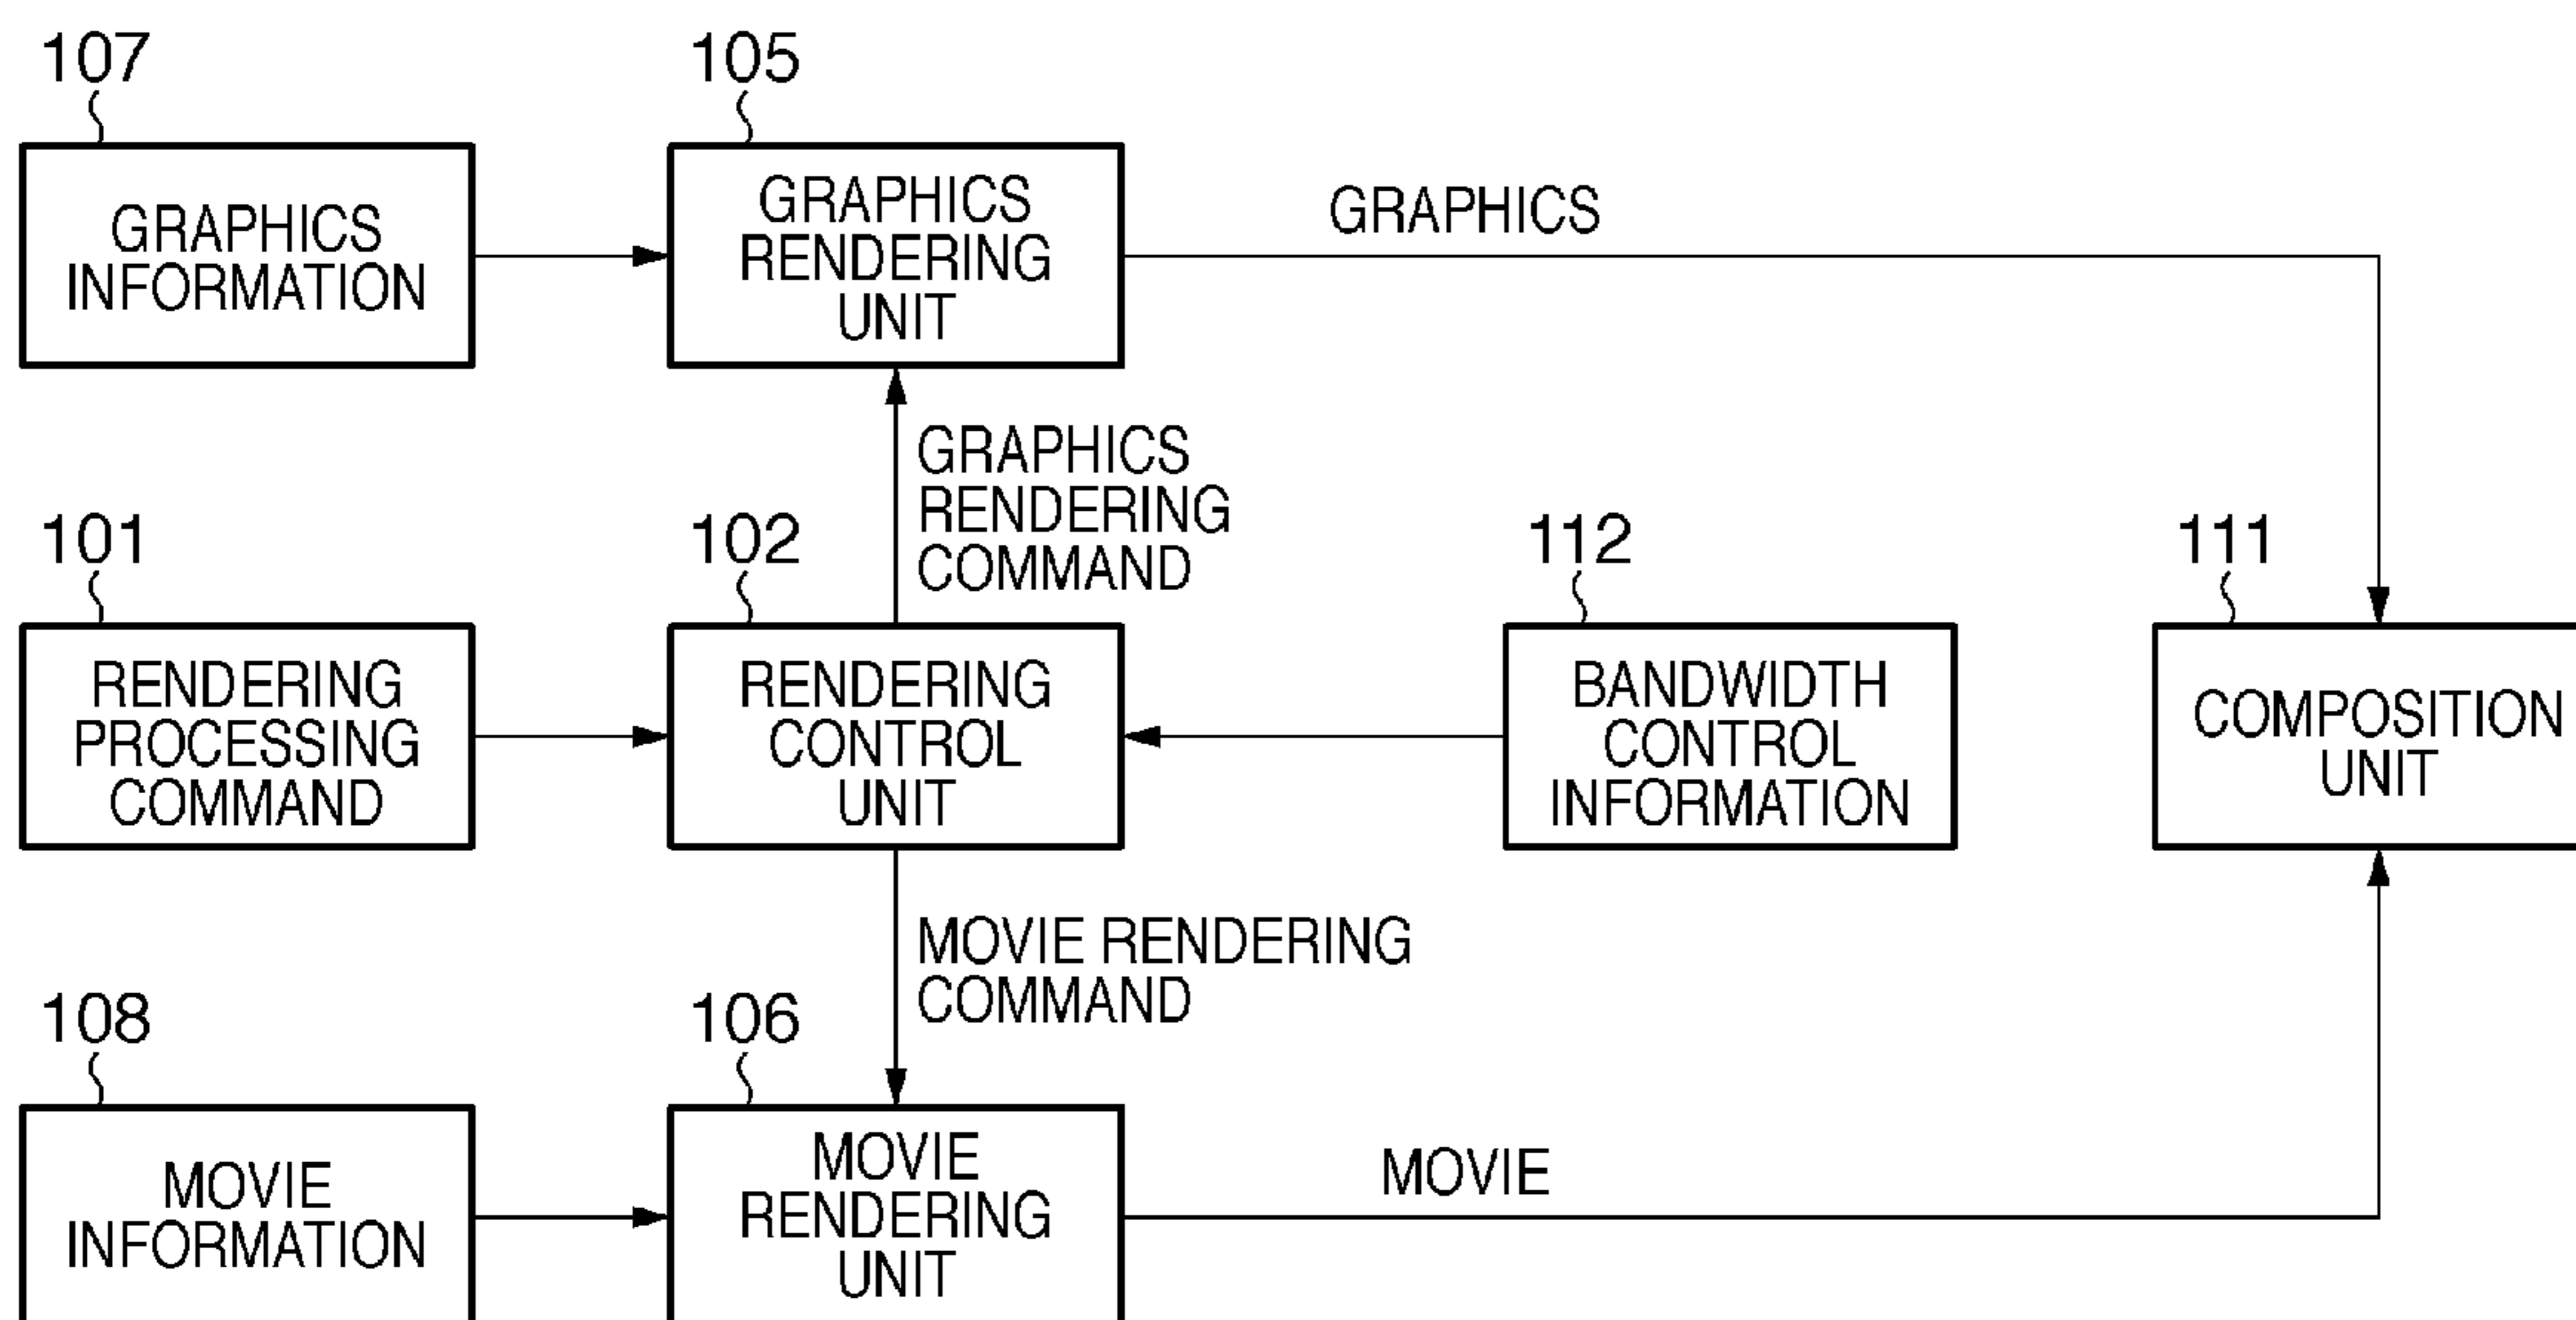 107
105
GRAPHICS
INFORMATION
GRAPHICS
RENDERING
UNIT
GRAPHICS
GRAPHICS
RENDERING
COMMAND
101
102
112
111
RENDERING
PROCESSING
COMMAND
RENDERING
CONTROL
UNIT
BANDWIDTH
CONTROL
INFORMATION
COMPOSITION
UNIT
MOVIE RENDERING
COMMAND
108
106
MOVIE
INFORMATION
MOVIE
RENDERING
UNIT
MOVIE